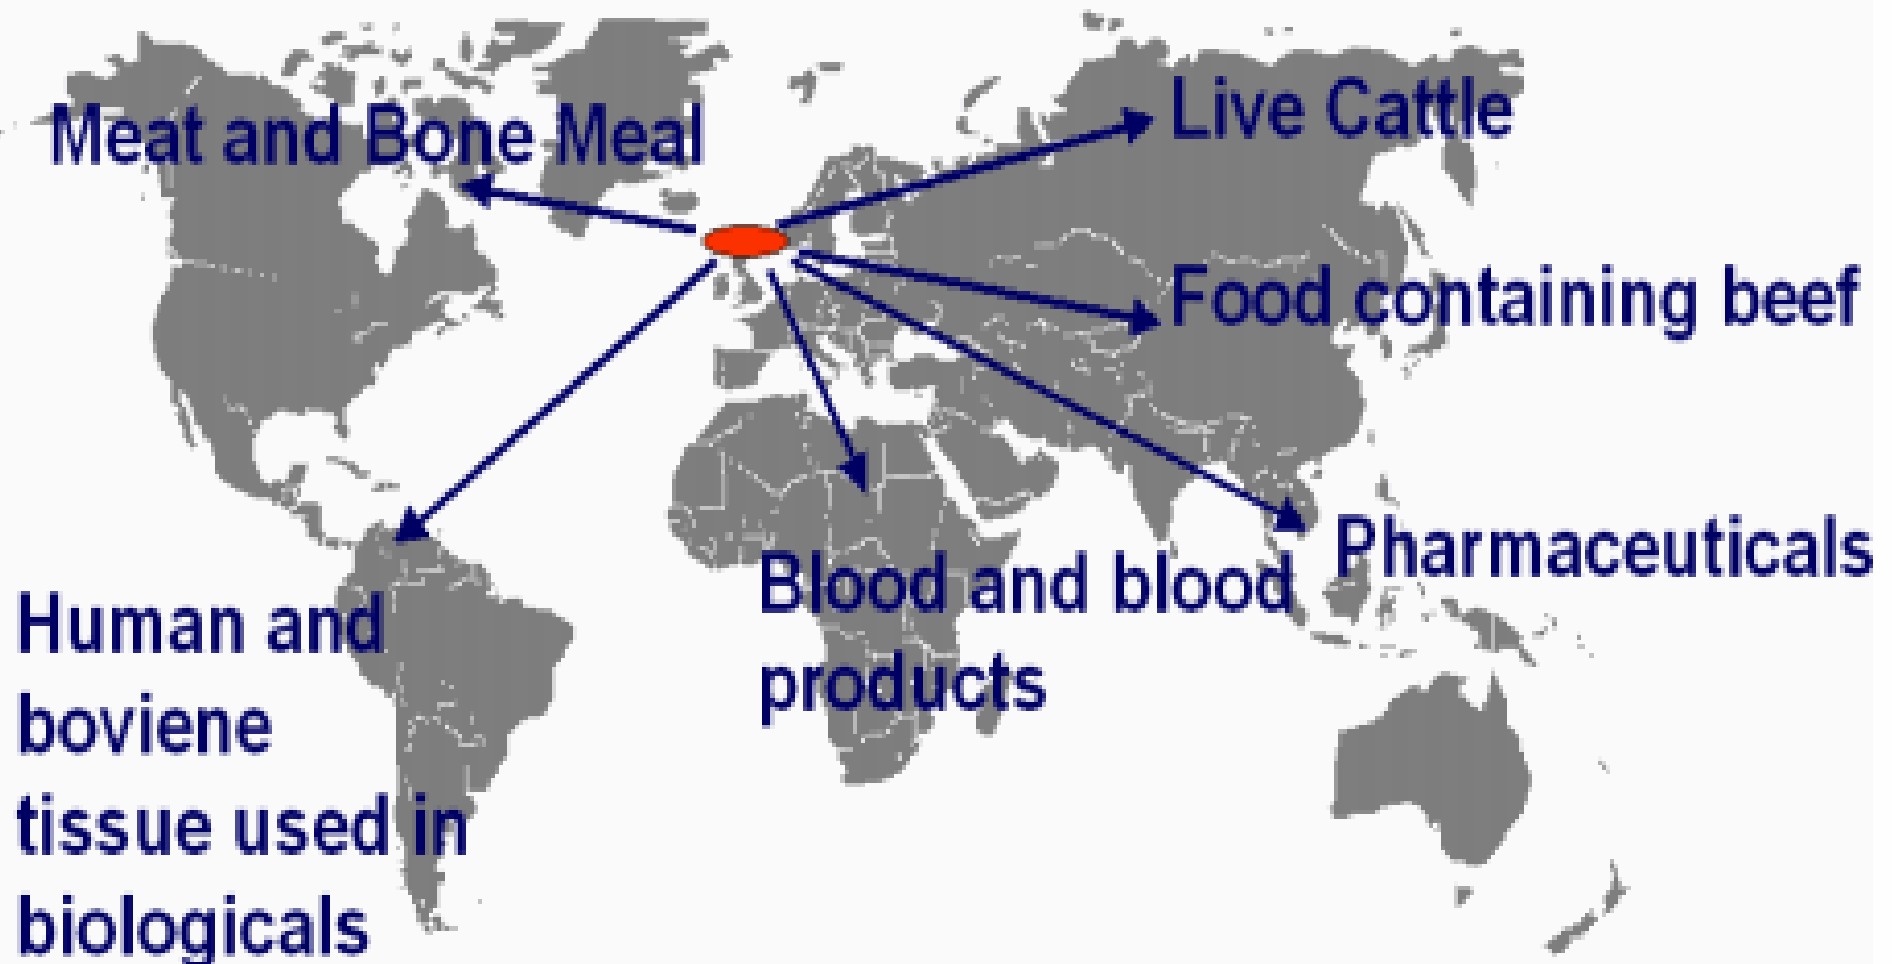 Meat and Bone Meal
Live Cattle
Food containing beef
Pharmaceuticals
Blood and blood
products
Human and
boviene
tissue used in
biologicals